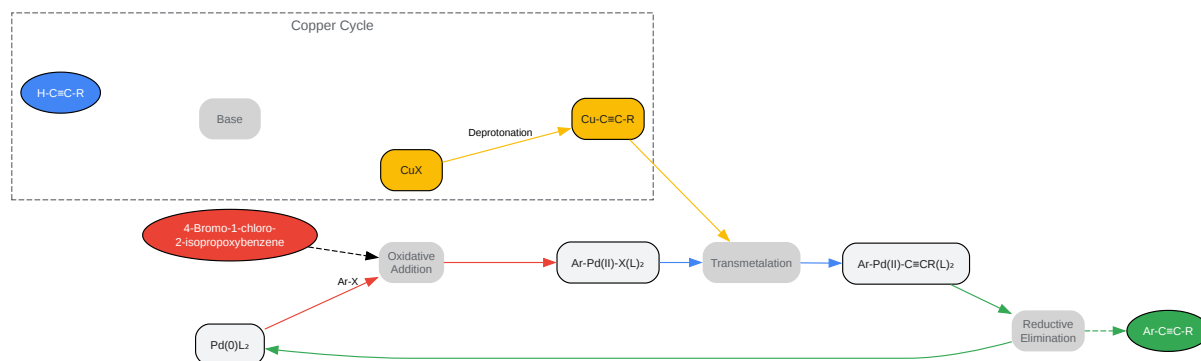 Copper Cycle
H-C≡C-R
Base
Deprotonation
Cu-C≡C-R
CuX
4-Bromo-1-chloro-
2-isopropoxybenzene
Oxidative
Addition
Ar-Pd(II)-X(L)₂
Transmetalation
Ar-Pd(II)-C≡CR(L)₂
Ar-X
Pd(0)L₂
Reductive
Elimination
Ar-C≡C-R